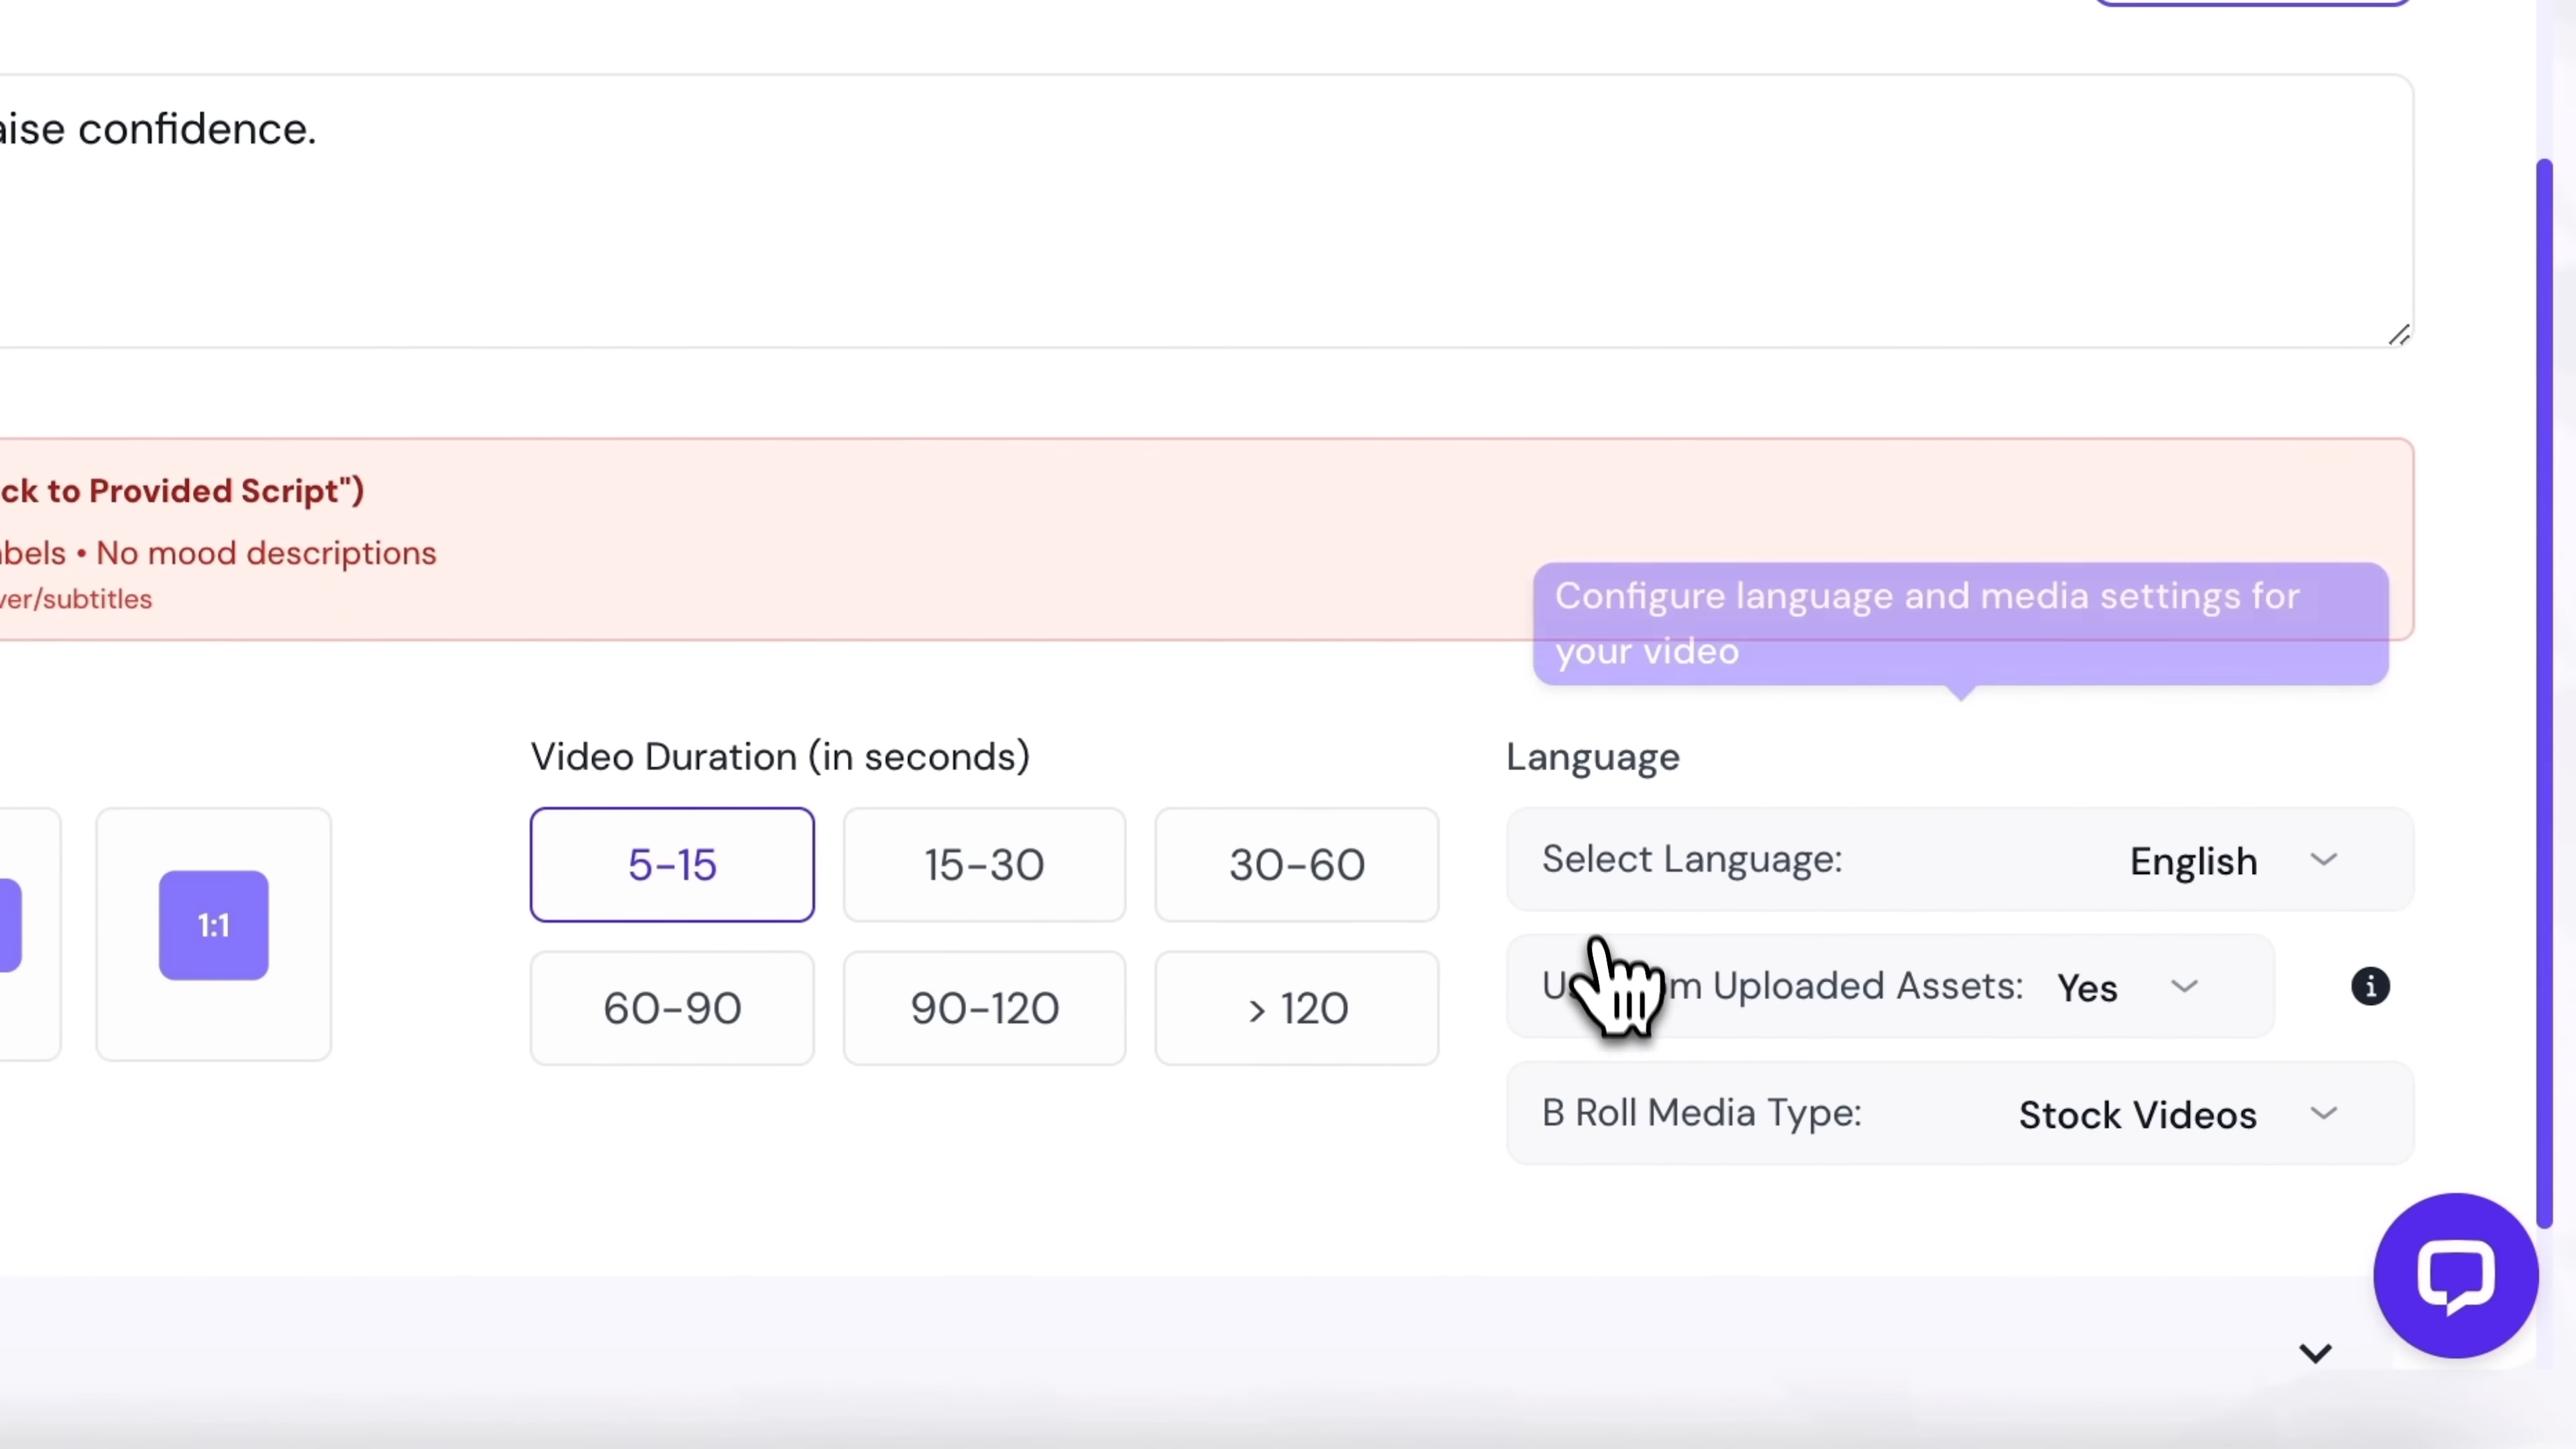 aise confidence.
ck to Provided Script")
bels • No mood descriptions
ver/subtitles
Configure language and media settings for
your video
Video Duration (in seconds)
Language
1:1
5-15
15-30
30-60
60-90
90-120
> 120
Select Language: English
Uploaded Assets: Yes
B Roll Media Type: Stock Videos